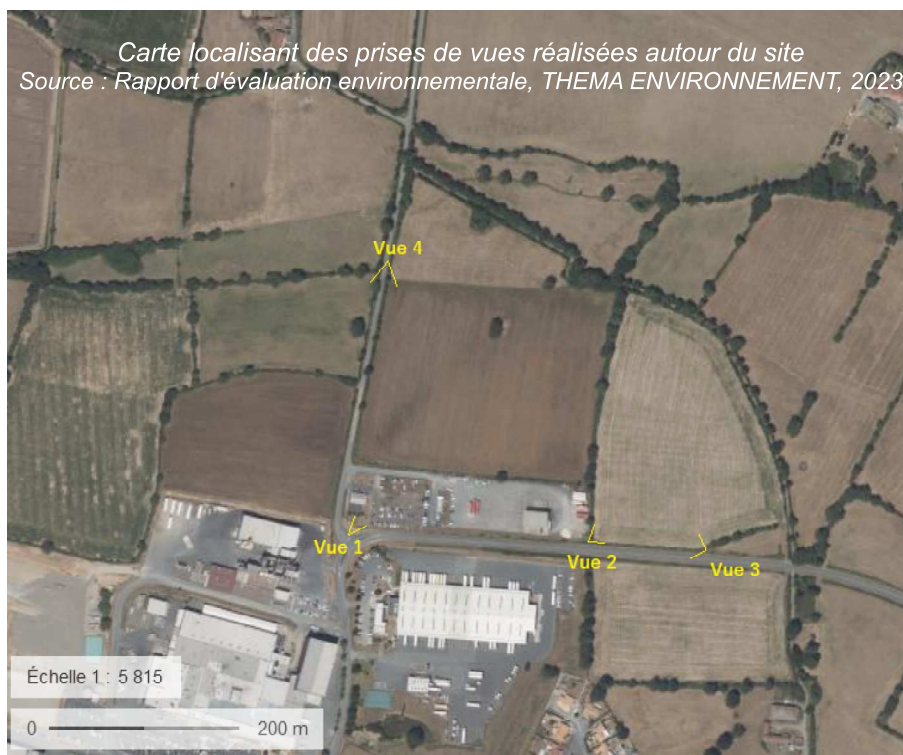 Carte localisant des prises de vues réalisées autour du site
Source : Rapport d'évaluation environnementale, THEMA ENVIRONNEMENT, 2023
Vue 4
Vue 1
Vue 2
Vue 3
Échelle 1 : 5 815
0 200 m